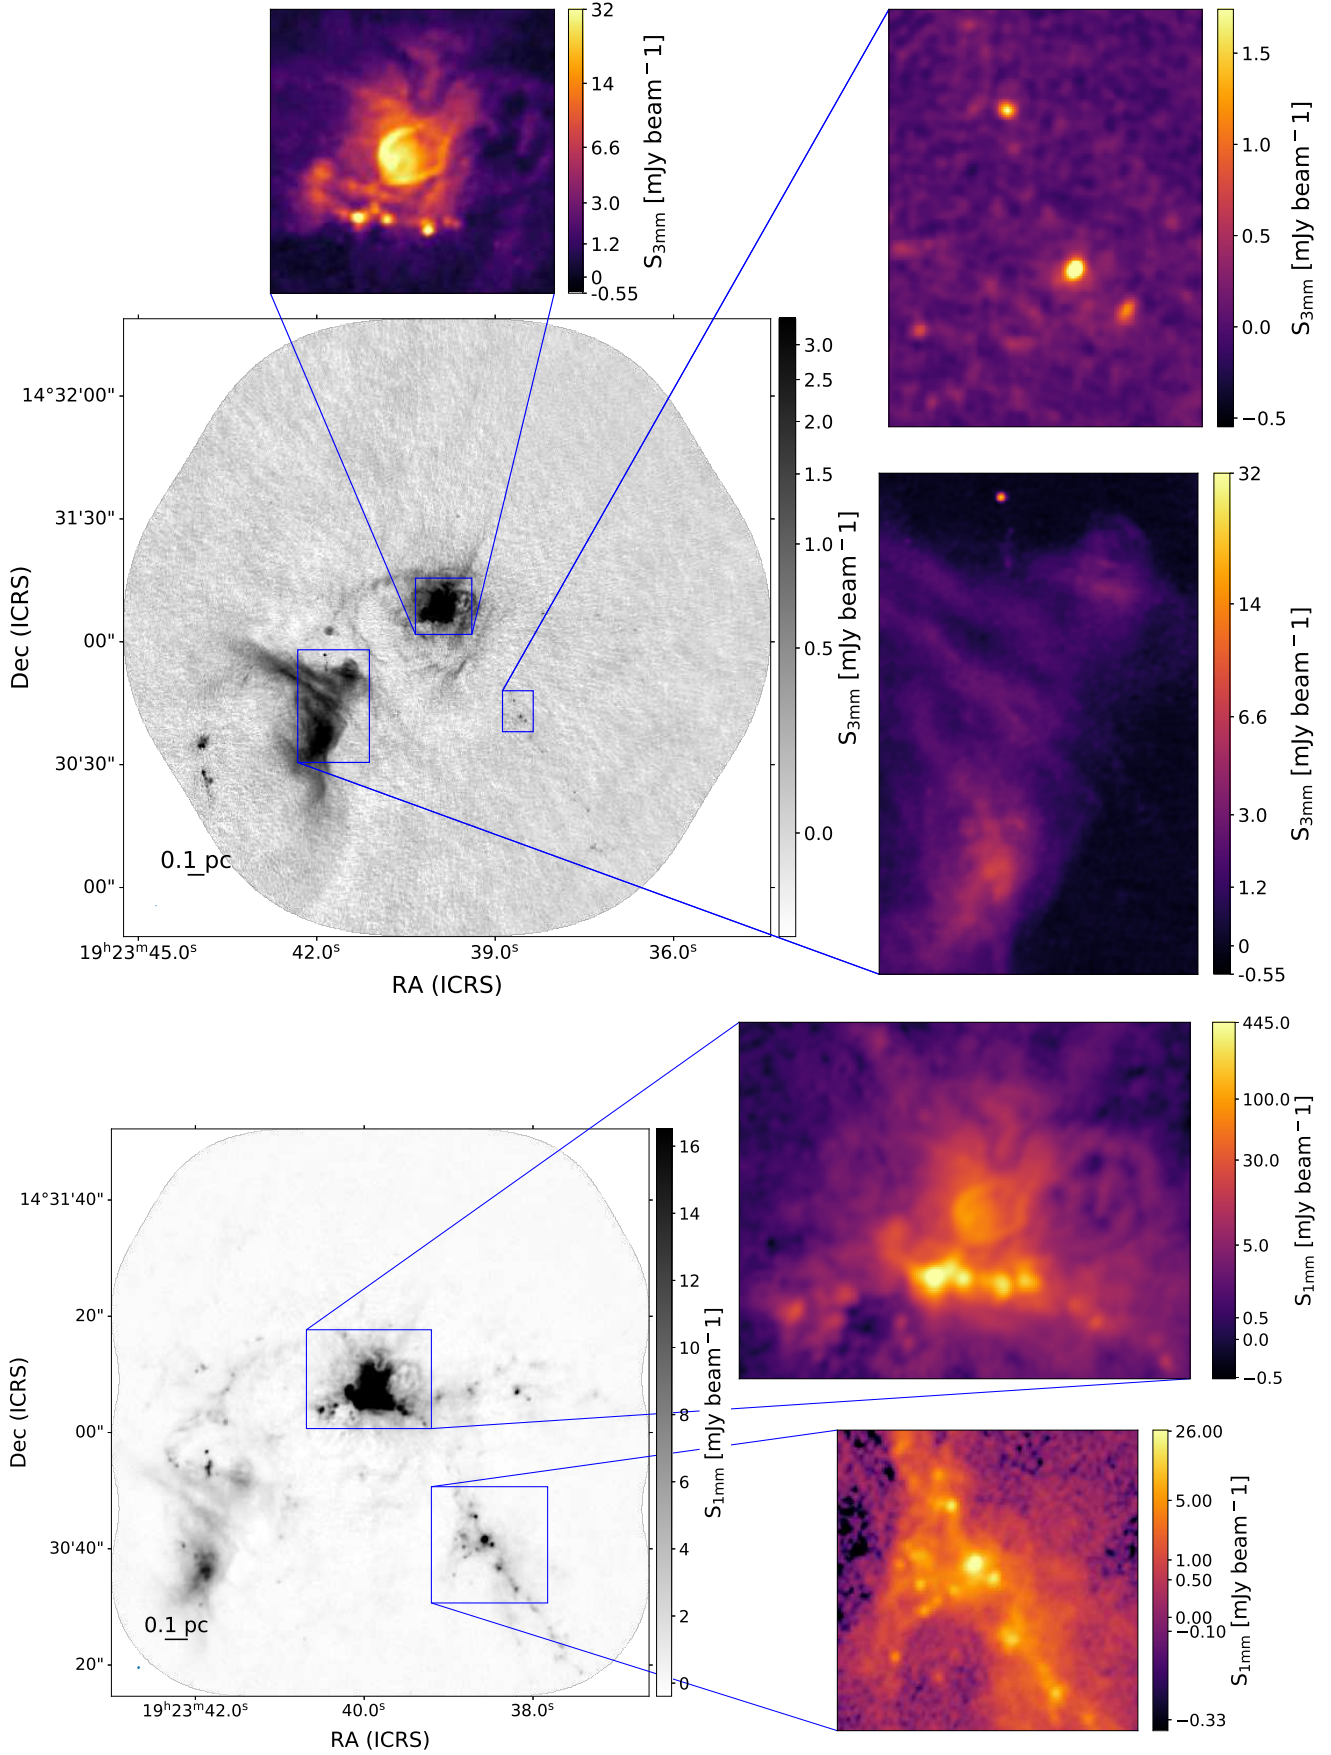 32
14
6.6
3.0
1.2
0
-0.55
S3mm [mJy beam−1]
1.5
1.0
0.5
0.0
−0.5
S3mm [mJy beam−1]
14°32'00"
31'30"
00"
30'30"
00"
Dec (ICRS)
0.1 pc
19ʰ23ᵐ45.0ˢ
42.0ˢ
39.0ˢ
36.0ˢ
RA (ICRS)
3.0
2.5
2.0
1.5
1.0
0.5
0.0
S3mm [mJy beam−1]
32
14
6.6
3.0
1.2
0
-0.55
S3mm [mJy beam−1]
14°31'40"
20"
00"
30'40"
20"
Dec (ICRS)
0.1 pc
19ʰ23ᵐ42.0ˢ
40.0ˢ
38.0ˢ
RA (ICRS)
16
14
12
10
8
6
4
2
0
S1mm [mJy beam−1]
445.0
100.0
30.0
5.0
0.5
0.0
−0.5
S1mm [mJy beam−1]
26.00
5.00
1.00
0.50
0.00
−0.10
−0.33
S1mm [mJy beam−1]